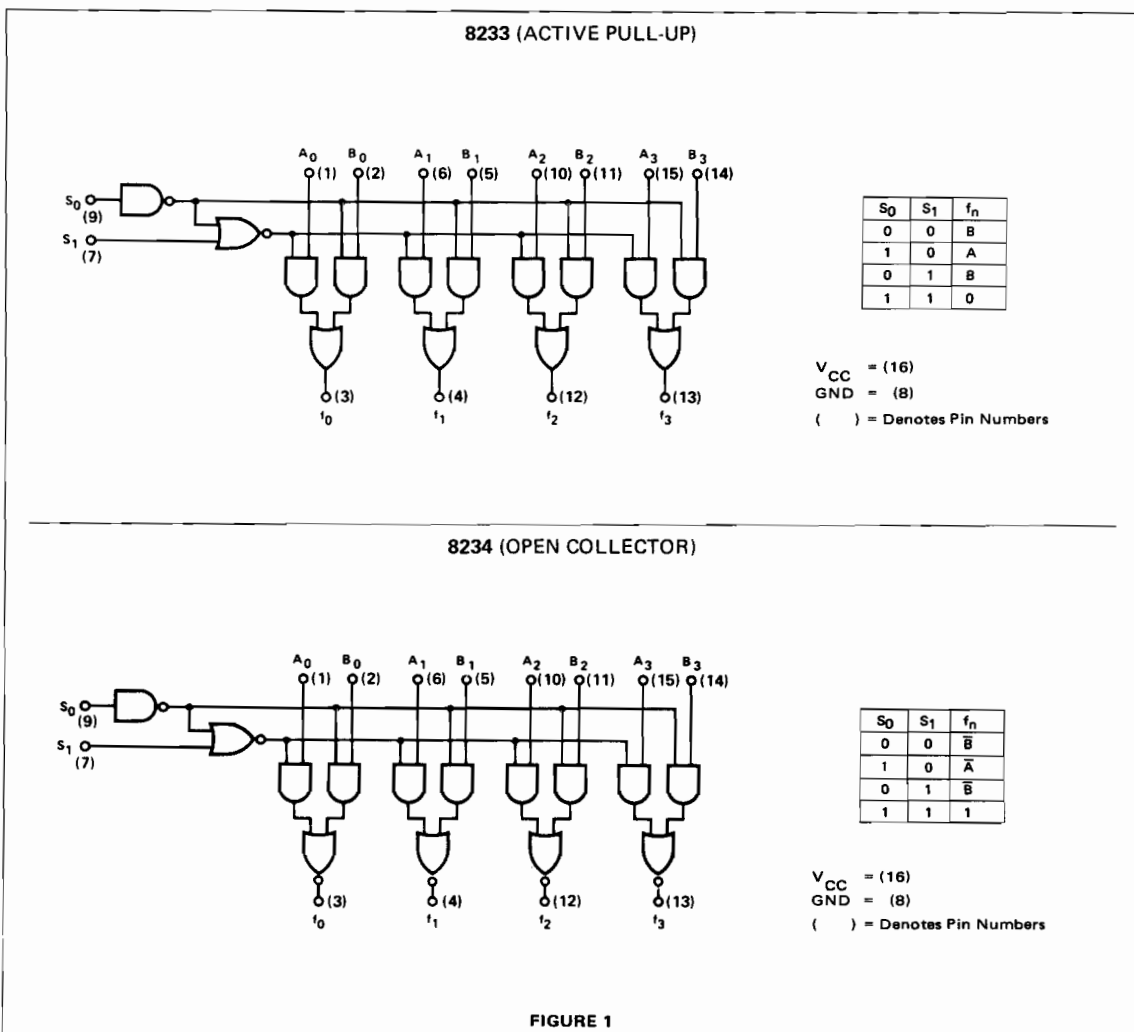 8233 (ACTIVE PULL-UP)
A0 B0 A1 B1 A2 B2 A3 B3
(1) (2) (6) (5) (10) (11) (15) (14)
S0
(9)
S1
(7)
(3) (4) (12) (13)
f0 f1 f2 f3
S0 S1 fn
0 0 B
1 0 A
0 1 B
1 1 0
VCC = (16)
GND = (8)
( ) = Denotes Pin Numbers
8234 (OPEN COLLECTOR)
A0 B0 A1 B1 A2 B2 A3 B3
(1) (2) (6) (5) (10) (11) (15) (14)
S0
(9)
S1
(7)
(3) (4) (12) (13)
f0 f1 f2 f3
S0 S1 fn
0 0 B̅
1 0 A̅
0 1 B̅
1 1 1
VCC = (16)
GND = (8)
( ) = Denotes Pin Numbers
FIGURE 1